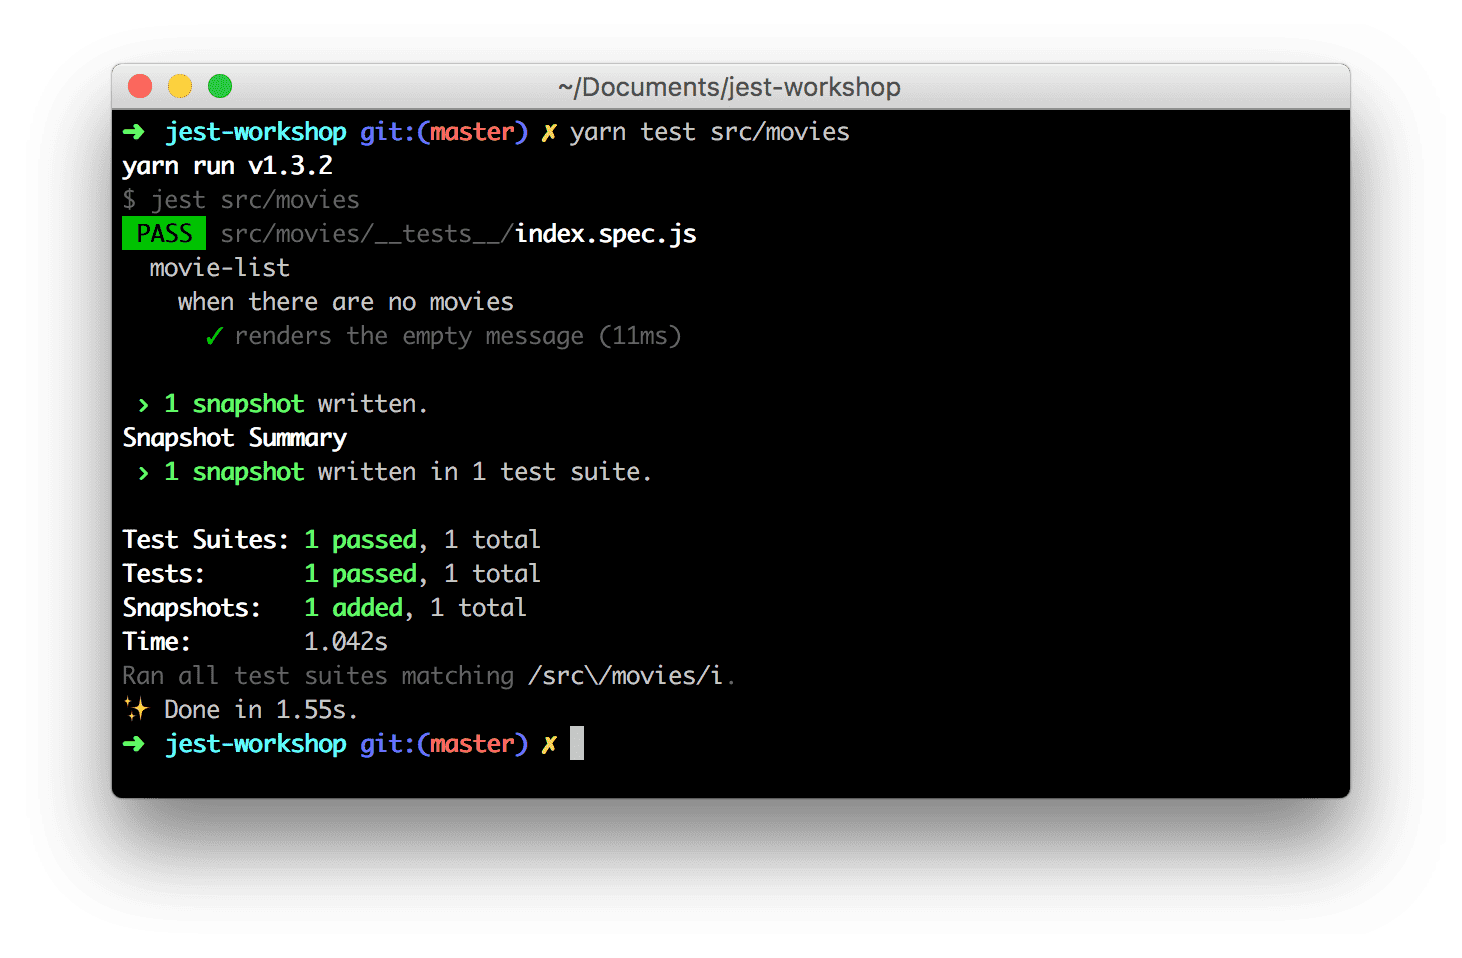 ~/Documents/jest-workshop
➜ jest-workshop git:(master) ✗ yarn test src/movies
yarn run v1.3.2
$ jest src/movies
PASS src/movies/__tests__/index.spec.js
movie-list
when there are no movies
✓ renders the empty message (11ms)
› 1 snapshot written.
Snapshot Summary
› 1 snapshot written in 1 test suite.
Test Suites: 1 passed, 1 total
Tests: 1 passed, 1 total
Snapshots: 1 added, 1 total
Time: 1.042s
Ran all test suites matching /src\/movies/i.
✨ Done in 1.55s.
➜ jest-workshop git:(master) ✗